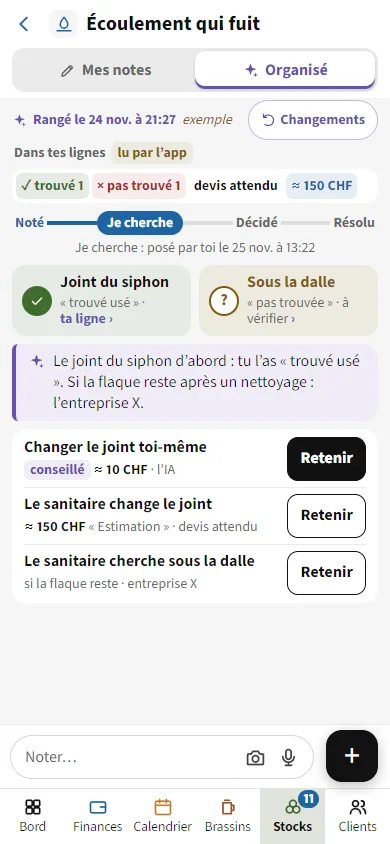 Écoulement qui fuit
Mes notes
Organisé
Rangé le 24 nov. à 21:27 exemple
Changements
Dans tes lignes lu par l'app
✓ trouvé 1 × pas trouvé 1 devis attendu ≈ 150 CHF
Noté Je cherche Décidé Résolu
Je cherche : posé par toi le 25 nov. à 13:22
Joint du siphon
« trouvé usé » ·
ta ligne ›
?
Sous la dalle
« pas trouvée » · à
vérifier ›
Le joint du siphon d'abord : tu l'as « trouvé usé
». Si la flaque reste après un nettoyage :
l'entreprise X.
Changer le joint toi-même
conseillé ≈ 10 CHF · l'IA
Retenir
Le sanitaire change le joint
≈ 150 CHF « Estimation » · devis attendu
Retenir
Le sanitaire cherche sous la dalle
si la flaque reste · entreprise X
Retenir
Noter…
+
11
Bord Finances Calendrier Brassins Stocks Clients